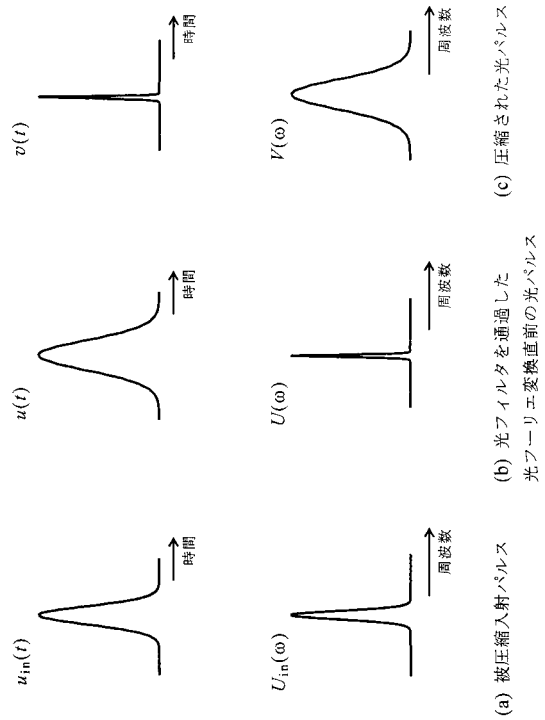 u_in(t)
時間
U_in(ω)
周波数
(a) 被圧縮入射パルス
u(t)
時間
U(ω)
周波数
(b) 光フィルタを通過した
光フーリエ変換直前の光パルス
v(t)
時間
V(ω)
周波数
(c) 圧縮された光パルス